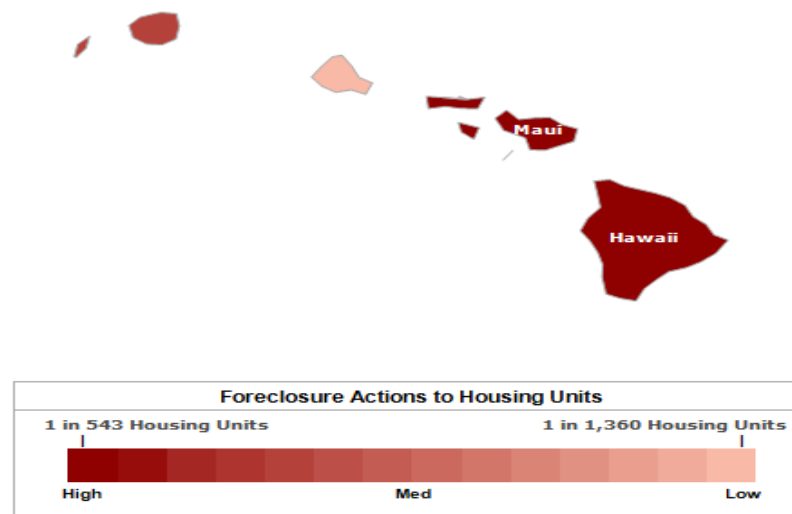 Maui
Hawaii
Foreclosure Actions to Housing Units
1 in 543 Housing Units 1 in 1,360 Housing Units
High Med Low